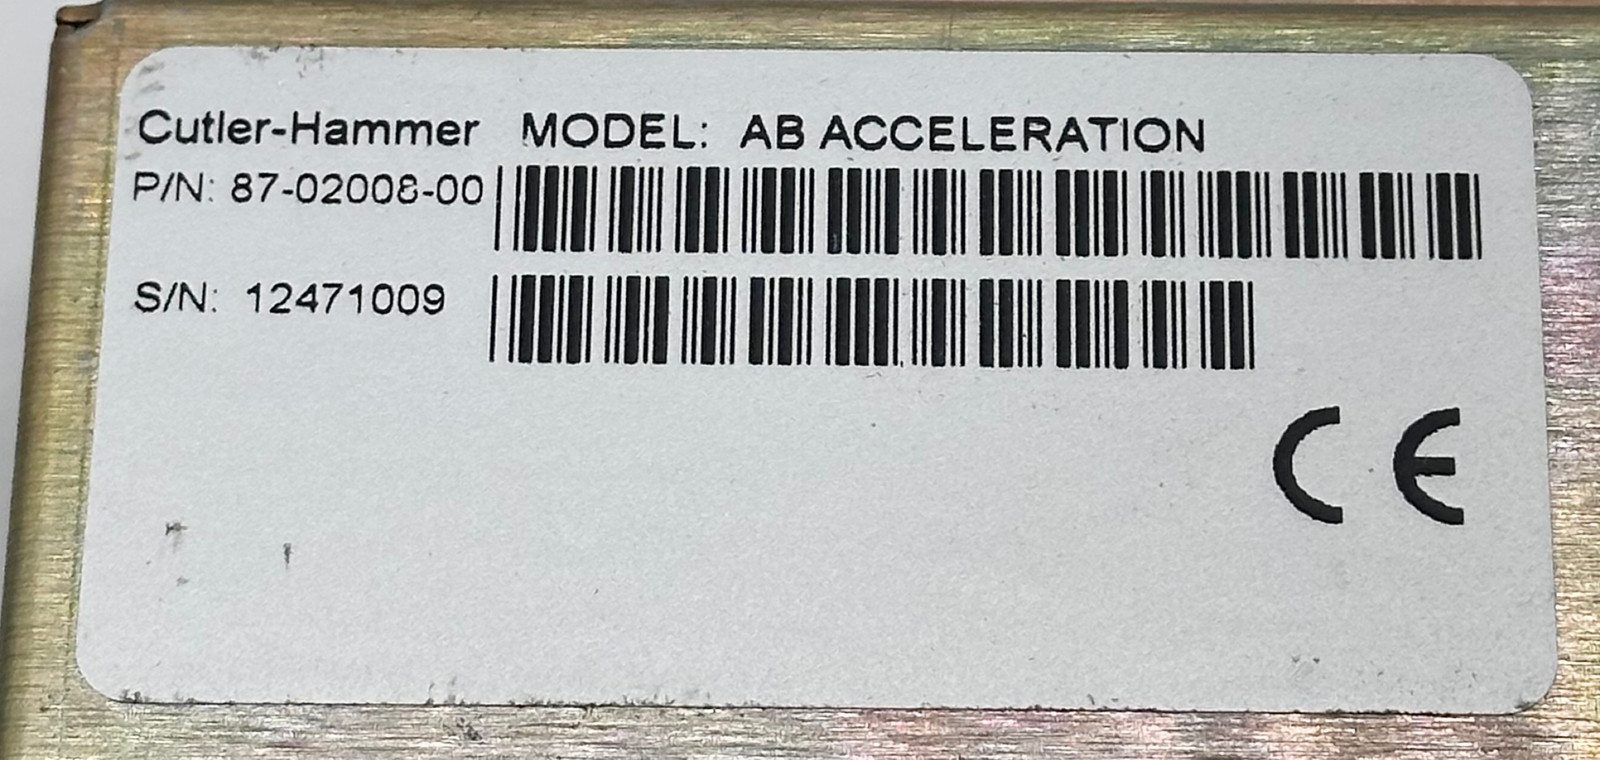 Cutler-Hammer MODEL: AB ACCELERATION
P/N: 87-02008-00
S/N: 12471009
CE